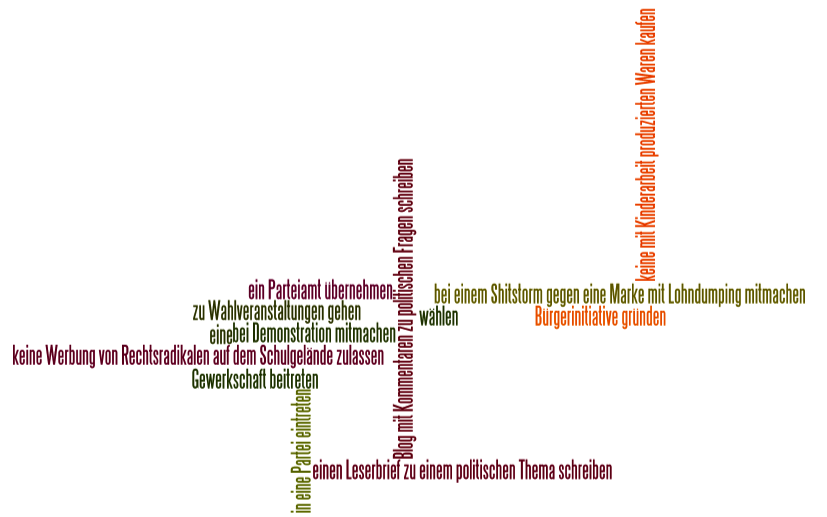 keine mit Kinderarbeit produzierten Waren kaufen
Blog mit Kommentaren zu politischen Fragen schreiben
ein Parteiamt übernehmen
bei einem Shitstorm gegen eine Marke mit Lohndumping mitmachen
zu Wahlveranstaltungen gehen
wählen
Bürgerinitiative gründen
eine
bei Demonstration mitmachen
keine Werbung von Rechtsradikalen auf dem Schulgelände zulassen
Gewerkschaft beitreten
in eine Partei eintreten
einen Leserbrief zu einem politischen Thema schreiben